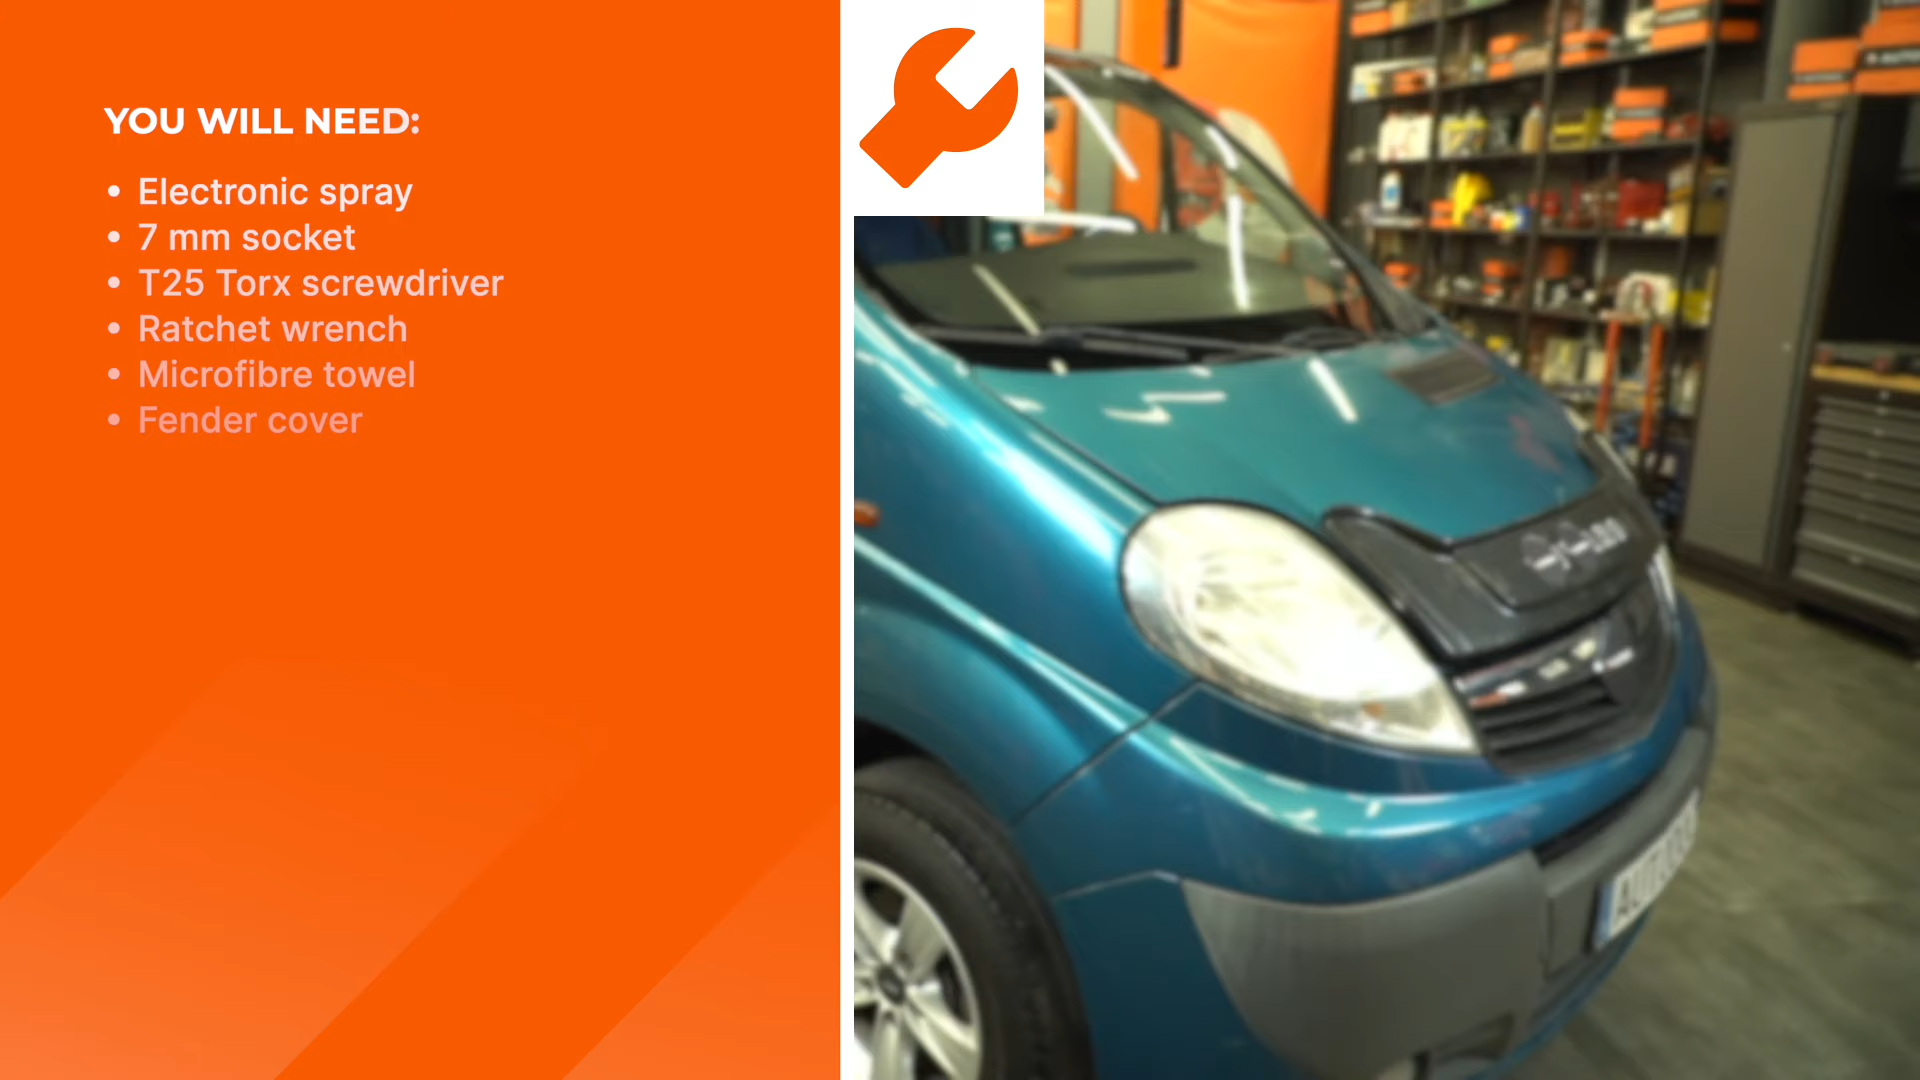 YOU WILL NEED:
• Electronic spray
• 7 mm socket
• T25 Torx screwdriver
• Ratchet wrench
• Microfibre towel
• Fender cover